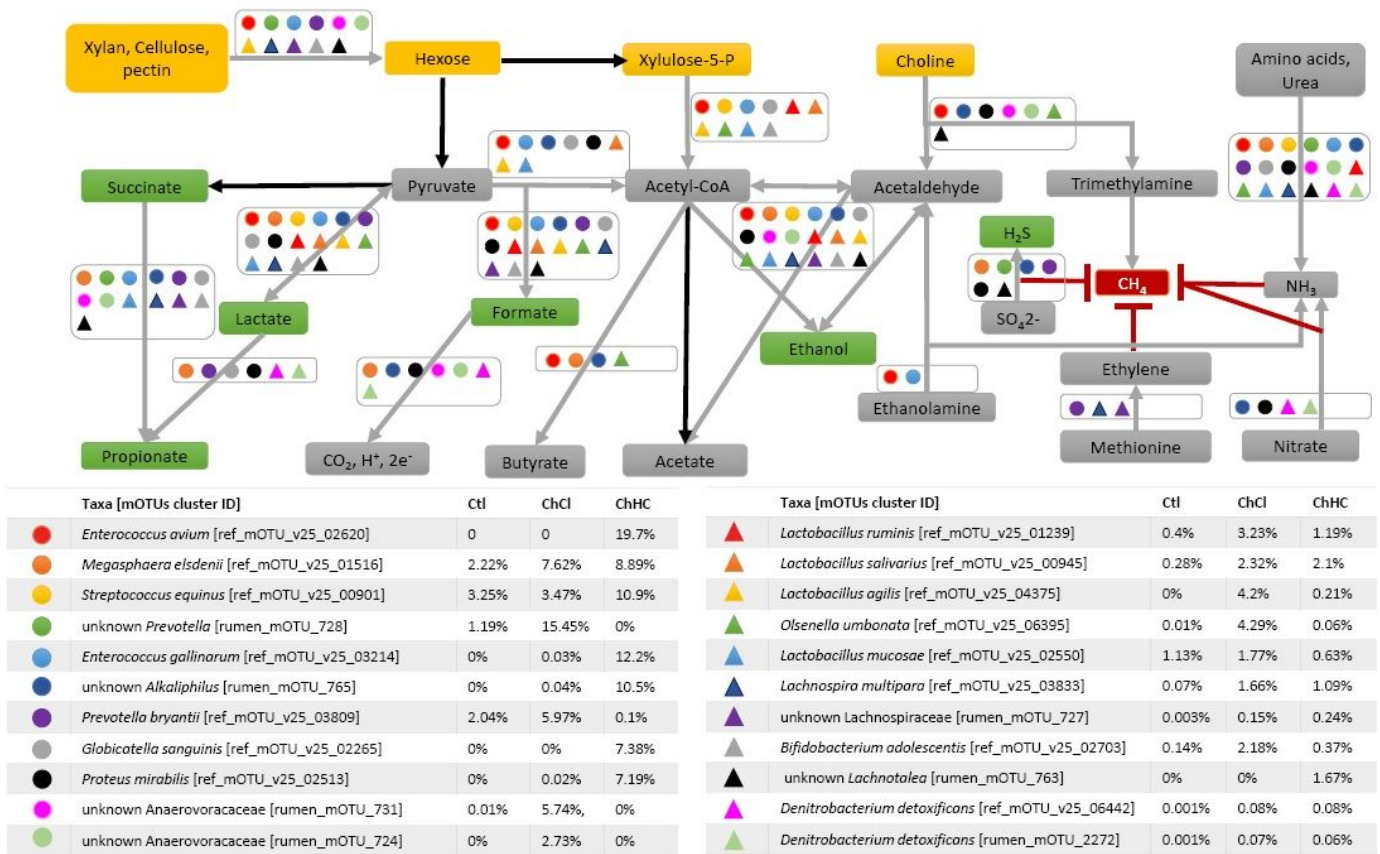 Xylan, Cellulose,
pectin
Hexose
Xylulose-5-P
Choline
Amino acids,
Urea
Succinate
Pyruvate
Acetyl-CoA
Acetaldehyde
Trimethylamine
H₂S
CH₄
NH₃
SO₄2-
Lactate
Formate
Ethanol
Ethylene
Ethanolamine
Propionate
CO₂, H⁺, 2e⁻
Butyrate
Acetate
Methionine
Nitrate
Taxa [mOTUs cluster ID] Ctl ChCl ChHC
Enterococcus avium [ref_mOTU_v25_02620] 0 0 19.7%
Megasphaera elsdenii [ref_mOTU_v25_01516] 2.22% 7.62% 8.89%
Streptococcus equinus [ref_mOTU_v25_00901] 3.25% 3.47% 10.9%
unknown Prevotella [rumen_mOTU_728] 1.19% 15.45% 0%
Enterococcus gallinarum [ref_mOTU_v25_03214] 0% 0.03% 12.2%
unknown Alkaliphilus [rumen_mOTU_765] 0% 0.04% 10.5%
Prevotella bryantii [ref_mOTU_v25_03809] 2.04% 5.97% 0.1%
Globicatella sanguinis [ref_mOTU_v25_02265] 0% 0% 7.38%
Proteus mirabilis [ref_mOTU_v25_02513] 0% 0.02% 7.19%
unknown Anaerovoracaceae [rumen_mOTU_731] 0.01% 5.74%, 0%
unknown Anaerovoracaceae [rumen_mOTU_724] 0% 2.73% 0%
Taxa [mOTUs cluster ID] Ctl ChCl ChHC
Lactobacillus ruminis [ref_mOTU_v25_01239] 0.4% 3.23% 1.19%
Lactobacillus salivarius [ref_mOTU_v25_00945] 0.28% 2.32% 2.1%
Lactobacillus agilis [ref_mOTU_v25_04375] 0% 4.2% 0.21%
Olsenella umbonata [ref_mOTU_v25_06395] 0.01% 4.29% 0.06%
Lactobacillus mucosae [ref_mOTU_v25_02550] 1.13% 1.77% 0.63%
Lachnospira multipara [ref_mOTU_v25_03833] 0.07% 1.66% 1.09%
unknown Lachnospiraceae [rumen_mOTU_727] 0.003% 0.15% 0.24%
Bifidobacterium adolescentis [ref_mOTU_v25_02703] 0.14% 2.18% 0.37%
unknown Lachnotalea [rumen_mOTU_763] 0% 0% 1.67%
Denitrobacterium detoxificans [ref_mOTU_v25_06442] 0.001% 0.08% 0.08%
Denitrobacterium detoxificans [rumen_mOTU_2272] 0.001% 0.07% 0.06%